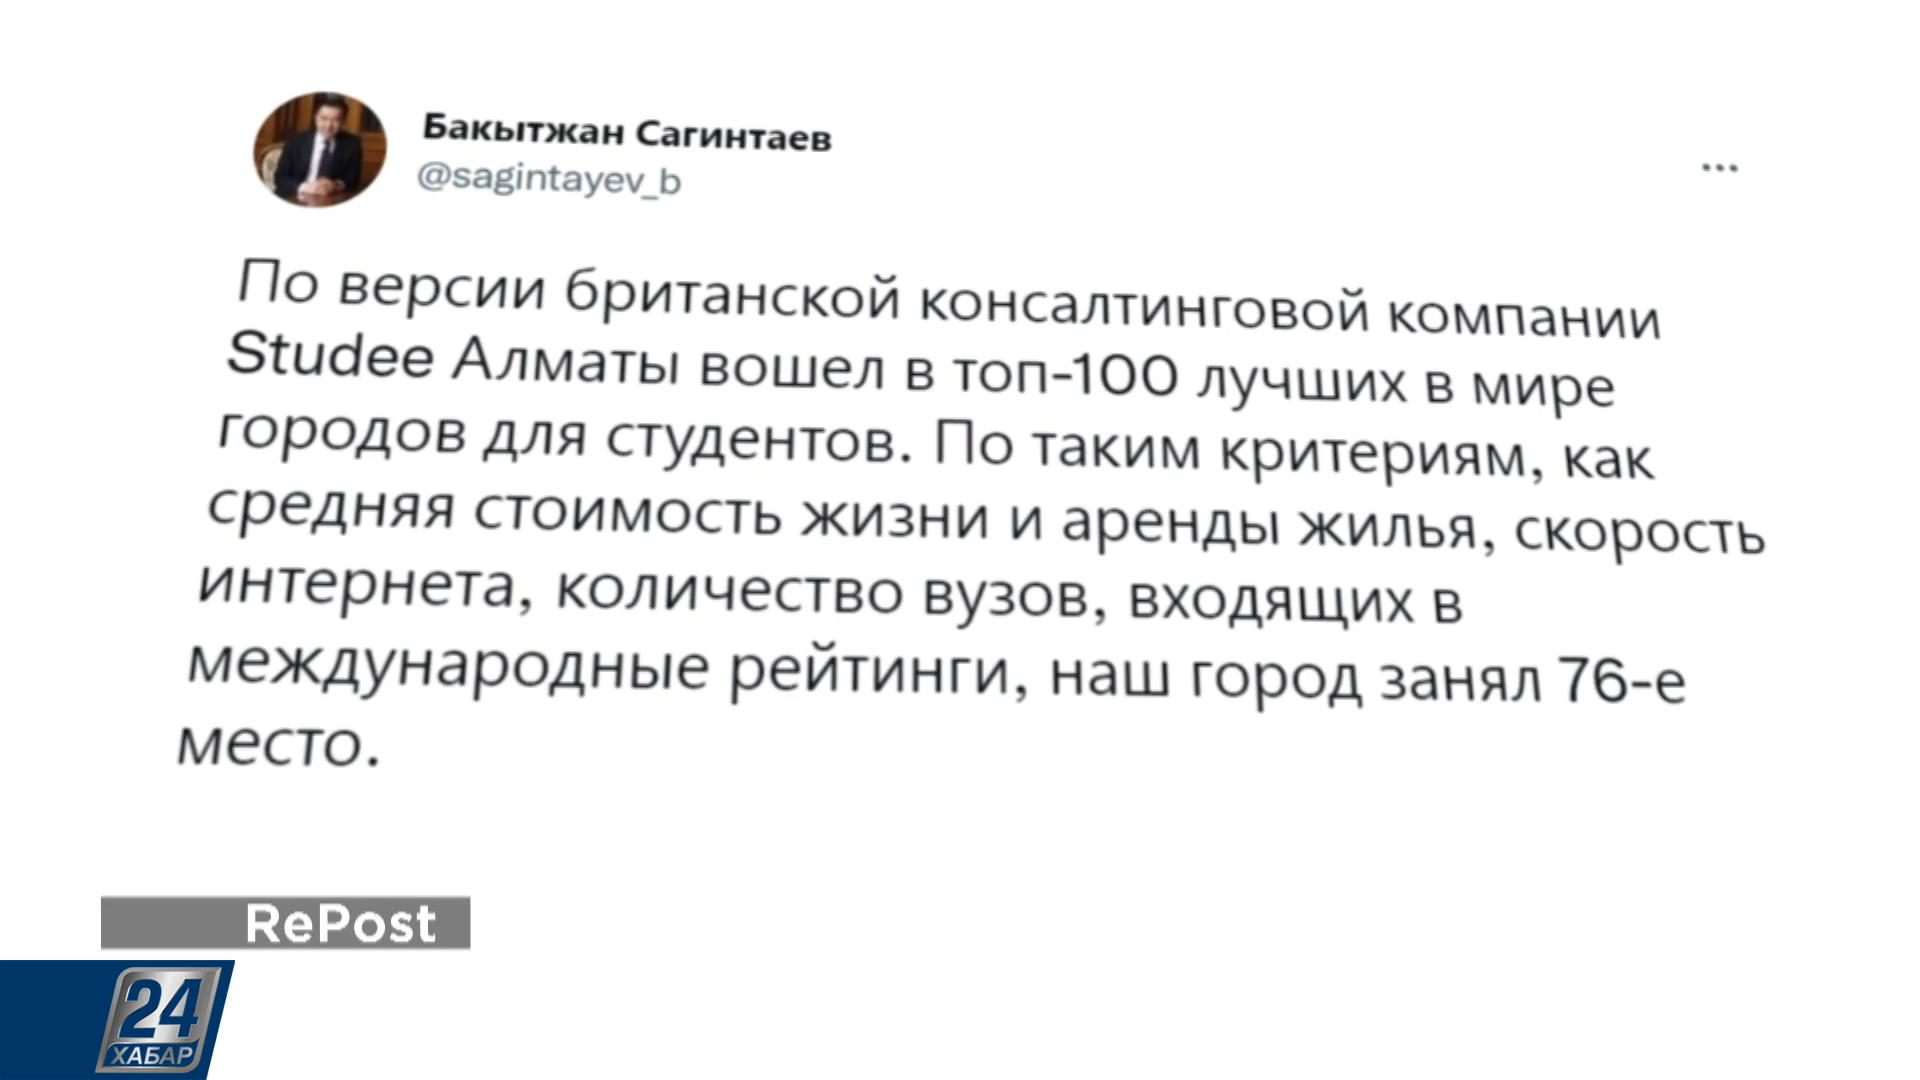 Бакытжан Сагинтаев
@sagintayev_b
...
По версии британской консалтинговой компании
Studee Алматы вошел в топ-100 лучших в мире
городов для студентов. По таким критериям, как
средняя стоимость жизни и аренды жилья, скорость
интернета, количество вузов, входящих в
международные рейтинги, наш город занял 76-е
место.
RePost
24
ХАБАР